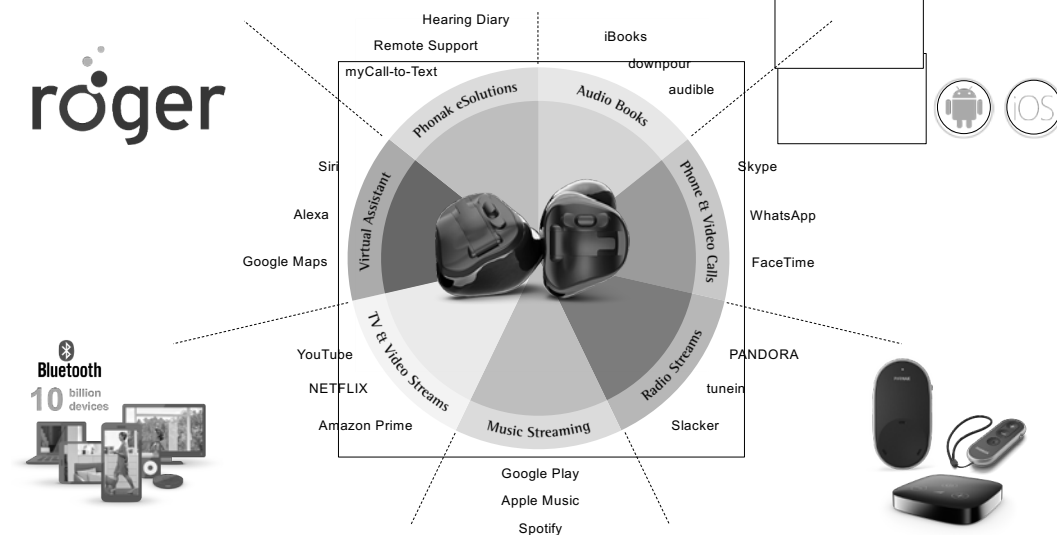 Hearing Diary
Remote Support
myCall-to-Text
iBooks
downpour
audible
roger
iOS
Phonak eSolutions
Audio Books
Siri
Alexa
Google Maps
Virtual Assistant
Phone & Video Calls
Skype
WhatsApp
FaceTime
Bluetooth
10 billion
devices
YouTube
NETFLIX
Amazon Prime
TV & Video Streams
Music Streaming
Radio Streams
PANDORA
tunein
Slacker
Google Play
Apple Music
Spotify